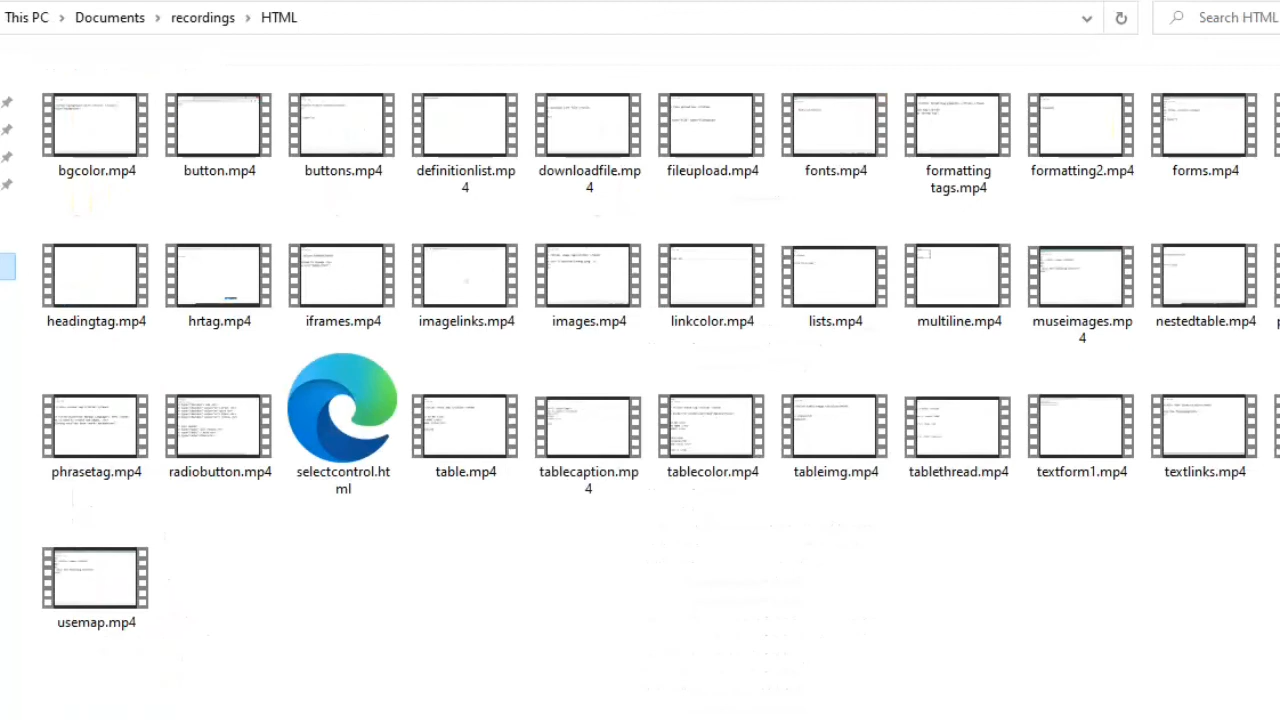 This PC > Documents > recordings > HTML
Search HTML
bgcolor.mp4
button.mp4
buttons.mp4
definitionlist.mp
4
downloadfile.mp
4
fileupload.mp4
fonts.mp4
formatting
tags.mp4
formatting2.mp4
forms.mp4
headingtag.mp4
hrtag.mp4
iframes.mp4
imagelinks.mp4
images.mp4
linkcolor.mp4
lists.mp4
multiline.mp4
museimages.mp
4
nestedtable.mp4
phrasetag.mp4
radiobutton.mp4
selectcontrol.ht
ml
table.mp4
tablecaption.mp
4
tablecolor.mp4
tableimg.mp4
tablethread.mp4
textform1.mp4
textlinks.mp4
usemap.mp4